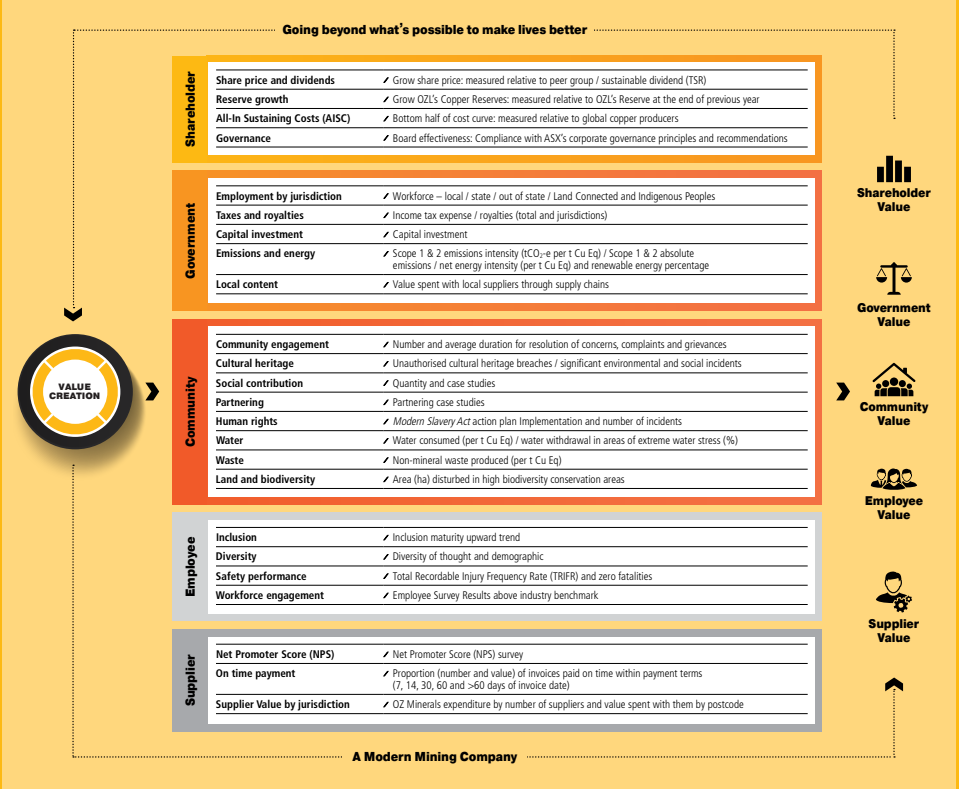 Going beyond what's possible to make lives better
Shareholder
Share price and dividends Grow share price: measured relative to peer group / sustainable dividend (TSR)
Reserve growth Grow OZL's Copper Reserves: measured relative to OZL's Reserve at the end of previous year
All-In Sustaining Costs (AISC) Bottom half of cost curve: measured relative to global copper producers
Governance Board effectiveness: Compliance with ASX's corporate governance principles and recommendations
Government
Employment by jurisdiction Workforce – local / state / out of state / Land Connected and Indigenous Peoples
Taxes and royalties Income tax expense / royalties (total and jurisdictions)
Capital investment Capital investment
Emissions and energy Scope 1 & 2 emissions intensity (tCO₂-e per t Cu Eq) / Scope 1 & 2 absolute
emissions / net energy intensity (per t Cu Eq) and renewable energy percentage
Local content Value spent with local suppliers through supply chains
VALUE
CREATION
Community
Community engagement Number and average duration for resolution of concerns, complaints and grievances
Cultural heritage Unauthorised cultural heritage breaches / significant environmental and social incidents
Social contribution Quantity and case studies
Partnering Partnering case studies
Human rights Modern Slavery Act action plan Implementation and number of incidents
Water Water consumed (per t Cu Eq) / water withdrawal in areas of extreme water stress (%)
Waste Non-mineral waste produced (per t Cu Eq)
Land and biodiversity Area (ha) disturbed in high biodiversity conservation areas
Employee
Inclusion Inclusion maturity upward trend
Diversity Diversity of thought and demographic
Safety performance Total Recordable Injury Frequency Rate (TRIFR) and zero fatalities
Workforce engagement Employee Survey Results above industry benchmark
Supplier
Net Promoter Score (NPS) Net Promoter Score (NPS) survey
On time payment Proportion (number and value) of invoices paid on time within payment terms
(7, 14, 30, 60 and >60 days of invoice date)
Supplier Value by jurisdiction OZ Minerals expenditure by number of suppliers and value spent with them by postcode
Shareholder
Value
Government
Value
Community
Value
Employee
Value
Supplier
Value
A Modern Mining Company